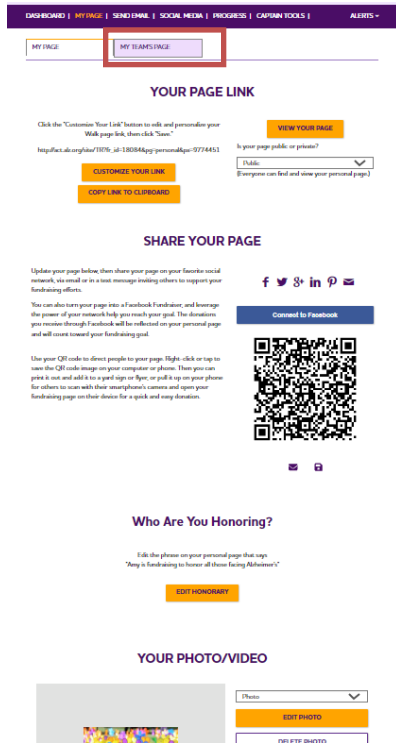 DASHBOARD | MY PAGE | SEND EMAIL | SOCIAL MEDIA | PROGRESS | CAPTAIN TOOLS | ALERTS
MY PAGE
MY TEAM'S PAGE
YOUR PAGE LINK
Click the "Customize Your Link" button to edit and personalize your
Walk page link, then click "Save."
http://act.alz.org/site/TR?fr_id=18084&pg=personal&px=9774451
CUSTOMIZE YOUR LINK
COPY LINK TO CLIPBOARD
VIEW YOUR PAGE
Is your page public or private?
Public
(Everyone can find and view your personal page.)
SHARE YOUR PAGE
Update your page below, then share your page on your favorite social
network, via email or in a text message inviting others to support your
fundraising efforts.
You can also turn your page into a Facebook Fundraiser, and leverage
the power of your network help you reach your goal. The donations
you receive through Facebook will be reflected on your personal page
and will count toward your fundraising goal.
Use your QR code to direct people to your page. Right-click or tap to
save the QR code image on your computer or phone. Then you can
print it out and add it to a yard sign or flyer, or pull it up on your phone
for others to scan with their smartphone's camera and open your
fundraising page on their device for a quick and easy donation.
Connect to Facebook
Who Are You Honoring?
Edit the phrase on your personal page that says
"Amy is fundraising to honor all those facing Alzheimer's"
EDIT HONORARY
YOUR PHOTO/VIDEO
Photo
EDIT PHOTO
DELETE PHOTO